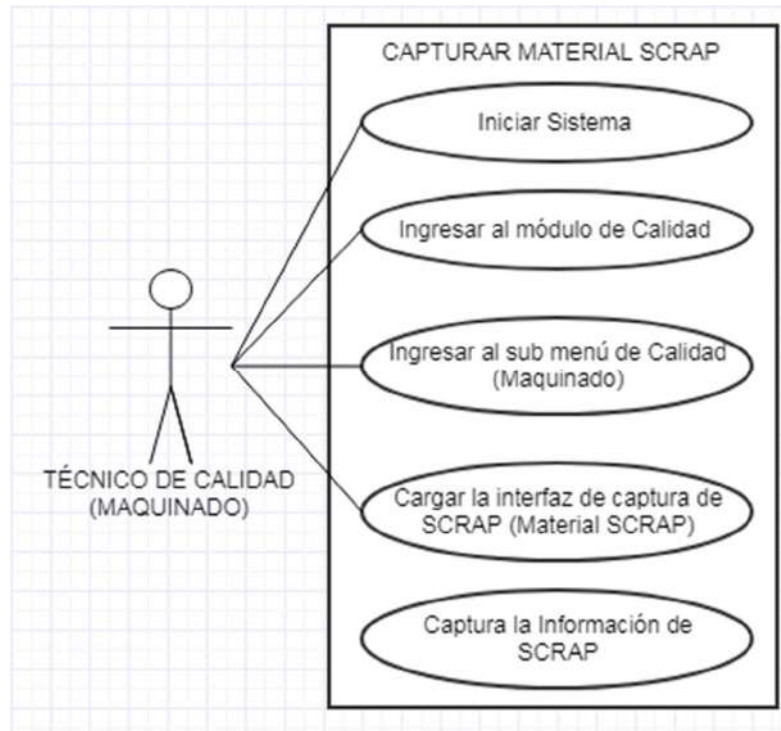 CAPTURAR MATERIAL SCRAP
Iniciar Sistema
Ingresar al módulo de Calidad
Ingresar al sub menú de Calidad
(Maquinado)
TÉCNICO DE CALIDAD
(MAQUINADO)
Cargar la interfaz de captura de
SCRAP (Material SCRAP)
Captura la Información de
SCRAP